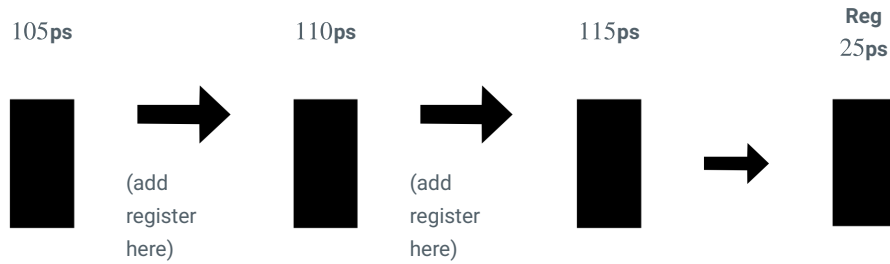 105ps
110ps
115ps
Reg
25ps
(add
register
here)
(add
register
here)